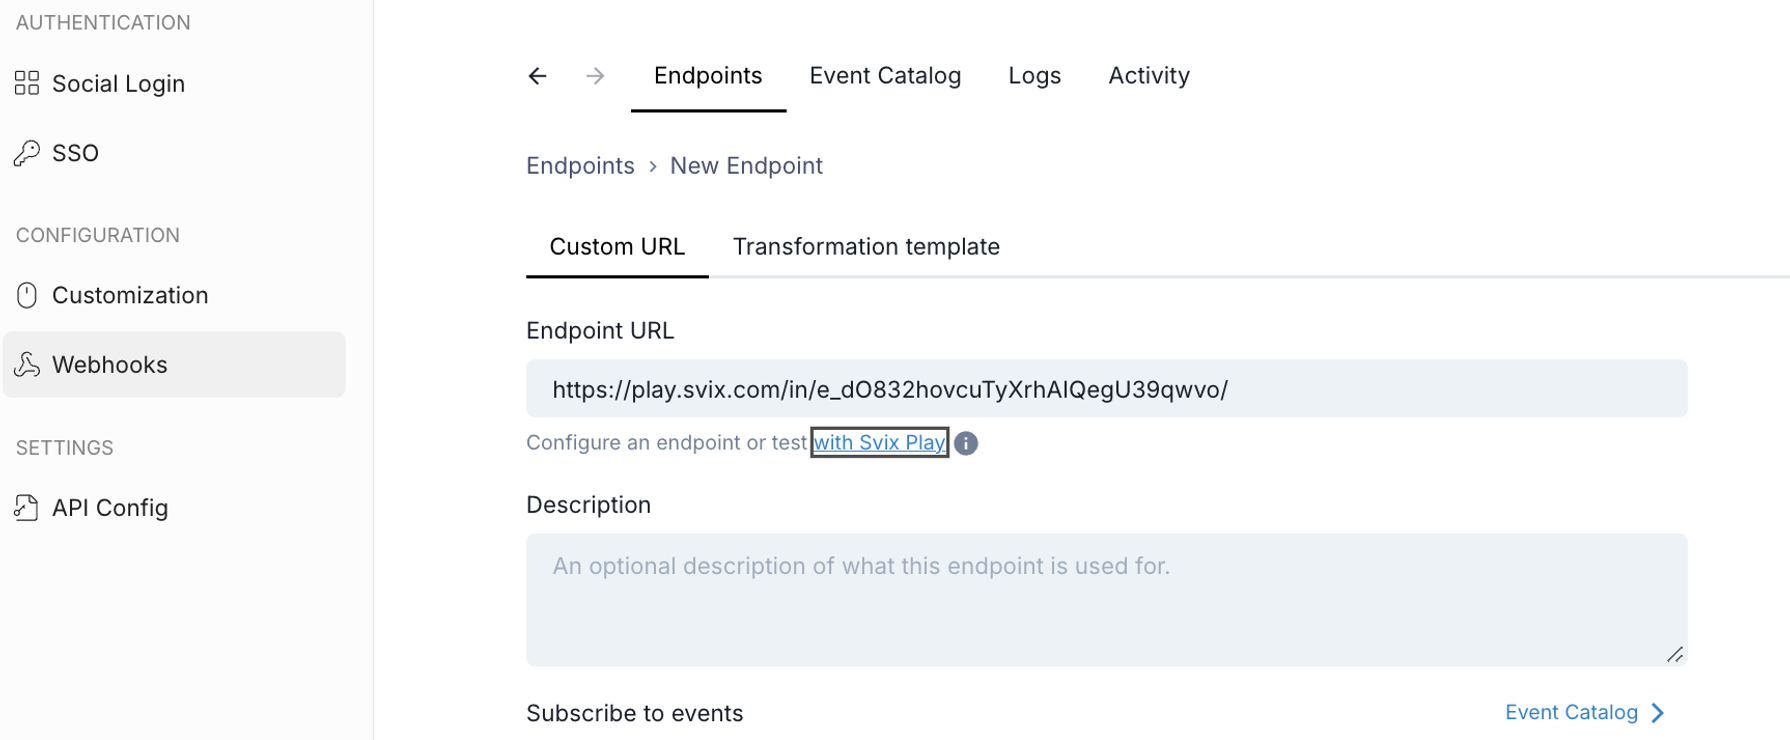 AUTHENTICATION
Social Login
SSO
CONFIGURATION
Customization
Webhooks
SETTINGS
API Config
Endpoints Event Catalog Logs Activity
Endpoints › New Endpoint
Custom URL Transformation template
Endpoint URL
https://play.svix.com/in/e_dO832hovcuTyXrhAIQegU39qwvo/
Configure an endpoint or test with Svix Play
Description
An optional description of what this endpoint is used for.
Subscribe to events Event Catalog